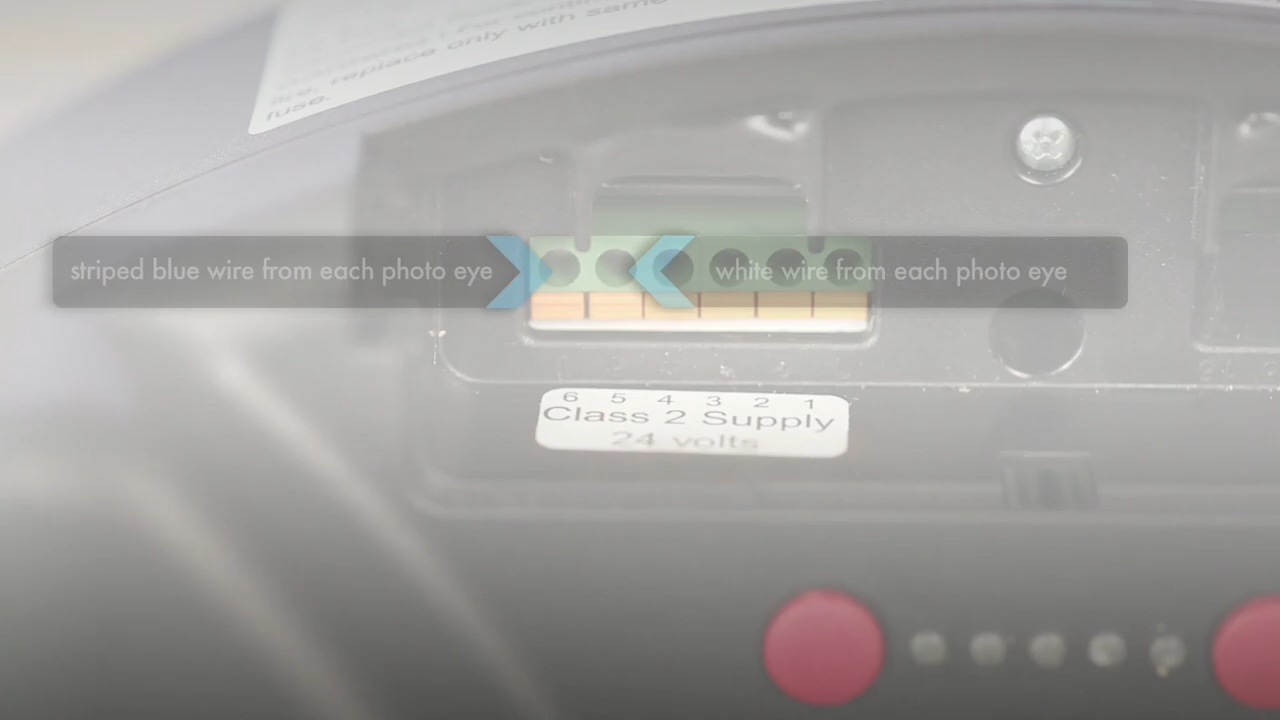 replace only with same
fuse.
striped blue wire from each photo eye
white wire from each photo eye
6 5 4 3 2 1
Class 2 Supply
24 volts